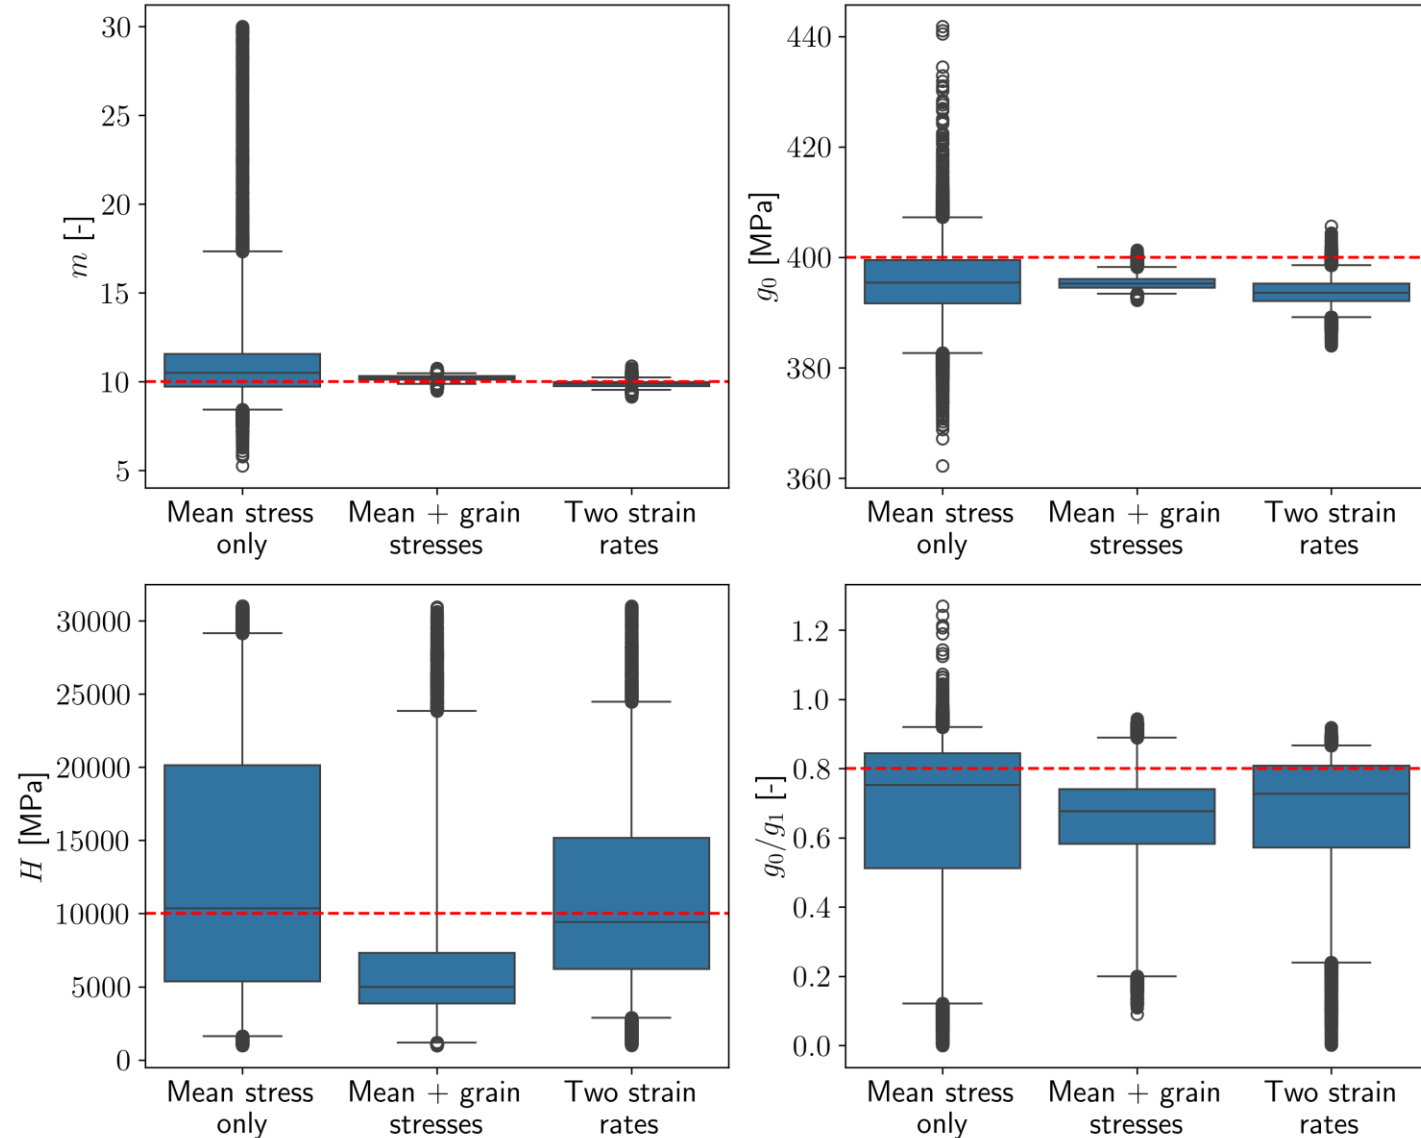 m [-]
30
25
20
15
10
5
Mean stress only
Mean + grain stresses
Two strain rates
g₀ [MPa]
440
420
400
380
360
Mean stress only
Mean + grain stresses
Two strain rates
H [MPa]
30000
25000
20000
15000
10000
5000
0
Mean stress only
Mean + grain stresses
Two strain rates
g₀/g₁ [-]
1.2
1.0
0.8
0.6
0.4
0.2
0.0
Mean stress only
Mean + grain stresses
Two strain rates